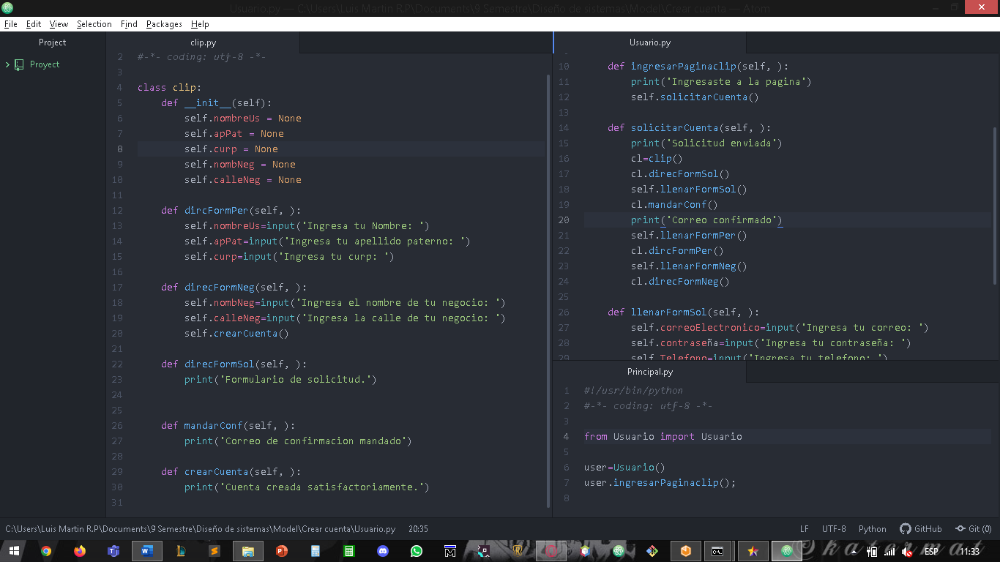 Usuario.py — C:\Users\Luis Martin R.P\Documents\9 Semestre\Diseño de sistemas\Model\Crear cuenta — Atom
File Edit View Selection Find Packages Help
Project
Proyect
clip.py
2 #-*- coding: utf-8 -*-
3
4 class clip:
5 def __init__(self):
6 self.nombreUs = None
7 self.apPat = None
8 self.curp = None
9 self.nombNeg = None
10 self.calleNeg = None
11
12 def dircFormPer(self, ):
13 self.nombreUs=input('Ingresa tu Nombre: ')
14 self.apPat=input('Ingresa tu apellido paterno: ')
15 self.curp=input('Ingresa tu curp: ')
16
17 def direcFormNeg(self, ):
18 self.nombNeg=input('Ingresa el nombre de tu negocio: ')
19 self.calleNeg=input('Ingresa la calle de tu negocio: ')
20 self.crearCuenta()
21
22 def direcFormSol(self, ):
23 print('Formulario de solicitud.')
24
25
26 def mandarConf(self, ):
27 print('Correo de confirmacion mandado')
28
29 def crearCuenta(self, ):
30 print('Cuenta creada satisfactoriamente.')
31
Usuario.py
10 def ingresarPaginaclip(self, ):
11 print('Ingresaste a la pagina')
12 self.solicitarCuenta()
13
14 def solicitarCuenta(self, ):
15 print('Solicitud enviada')
16 cl=clip()
17 cl.direcFormSol()
18 self.llenarFormSol()
19 cl.mandarConf()
20 print('Correo confirmado')
21 self.llenarFormPer()
22 cl.dircFormPer()
23 self.llenarFormNeg()
24 cl.direcFormNeg()
25
26 def llenarFormSol(self, ):
27 self.correoElectronico=input('Ingresa tu correo: ')
28 self.contraseña=input('Ingresa tu contraseña: ')
29 self.Telefono=input('Ingresa tu telefono: ')
Principal.py
1 #!/usr/bin/python
2 #-*- coding: utf-8 -*-
3
4 from Usuario import Usuario
5
6 user=Usuario()
7 user.ingresarPaginaclip();
8
C:\Users\Luis Martin R.P\Documents\9 Semestre\Diseño de sistemas\Model\Crear cuenta\Usuario.py 20:35 LF UTF-8 Python GitHub Git (0)
ESP 11:33